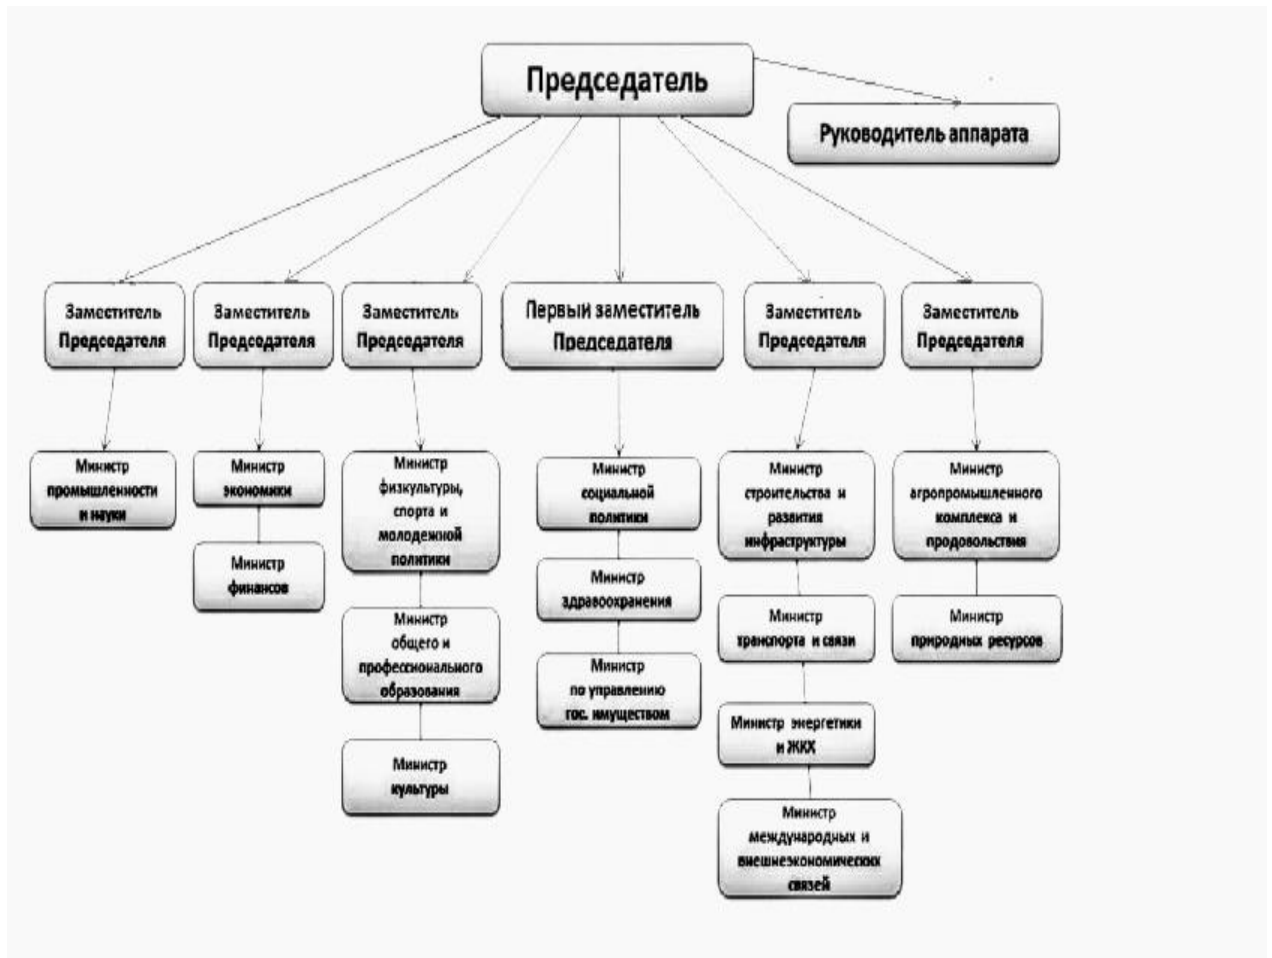 Председатель
Руководитель аппарата
Заместитель
Председателя
Заместитель
Председателя
Заместитель
Председателя
Первый заместитель
Председателя
Заместитель
Председателя
Заместитель
Председателя
Министр
промышленности
и науки
Министр
экономики
Министр
финансов
Министр
физкультуры,
спорта и
молодежной
политики
Министр
общего и
профессионального
образования
Министр
культуры
Министр
социальной
политики
Министр
здравоохранения
Министр
по управлению
гос. имуществом
Министр
строительства и
развития
инфраструктуры
Министр
транспорта и связи
Министр энергетики
и ЖКХ
Министр
международных и
внешнеэкономических
связей
Министр
агропромышленного
комплекса и
продовольствия
Министр
природных ресурсов